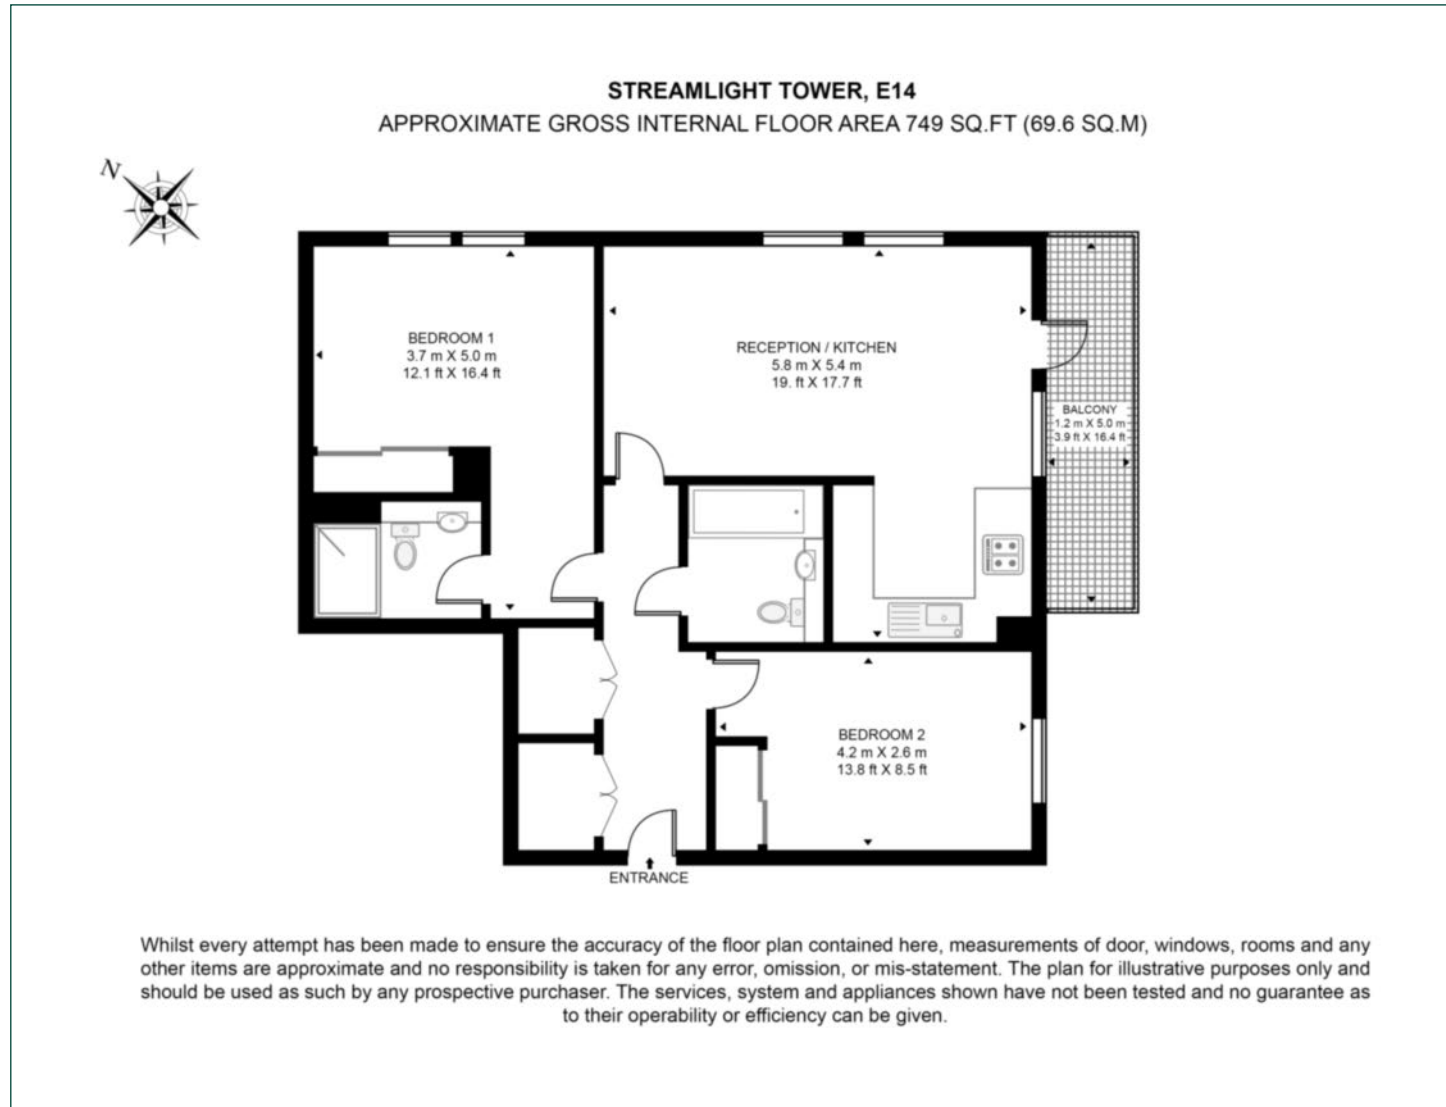 STREAMLIGHT TOWER, E14
APPROXIMATE GROSS INTERNAL FLOOR AREA 749 SQ.FT (69.6 SQ.M)
N
BEDROOM 1
3.7 m X 5.0 m
12.1 ft X 16.4 ft
RECEPTION / KITCHEN
5.8 m X 5.4 m
19. ft X 17.7 ft
BALCONY
1.2 m X 5.0 m
3.9 ft X 16.4 ft
BEDROOM 2
4.2 m X 2.6 m
13.8 ft X 8.5 ft
ENTRANCE
Whilst every attempt has been made to ensure the accuracy of the floor plan contained here, measurements of door, windows, rooms and any
other items are approximate and no responsibility is taken for any error, omission, or mis-statement. The plan for illustrative purposes only and
should be used as such by any prospective purchaser. The services, system and appliances shown have not been tested and no guarantee as
to their operability or efficiency can be given.